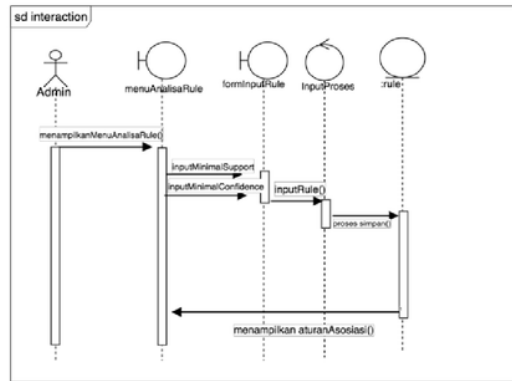 sd interaction
Admin
menuAnalisaRule
formInputRule
InputProses
:rule
menampilkanMenuAnalisaRule()
inputMinimalSupport
inputMinimalConfidence
inputRule()
proses simpan()
menampilkan aturanAsosiasi()